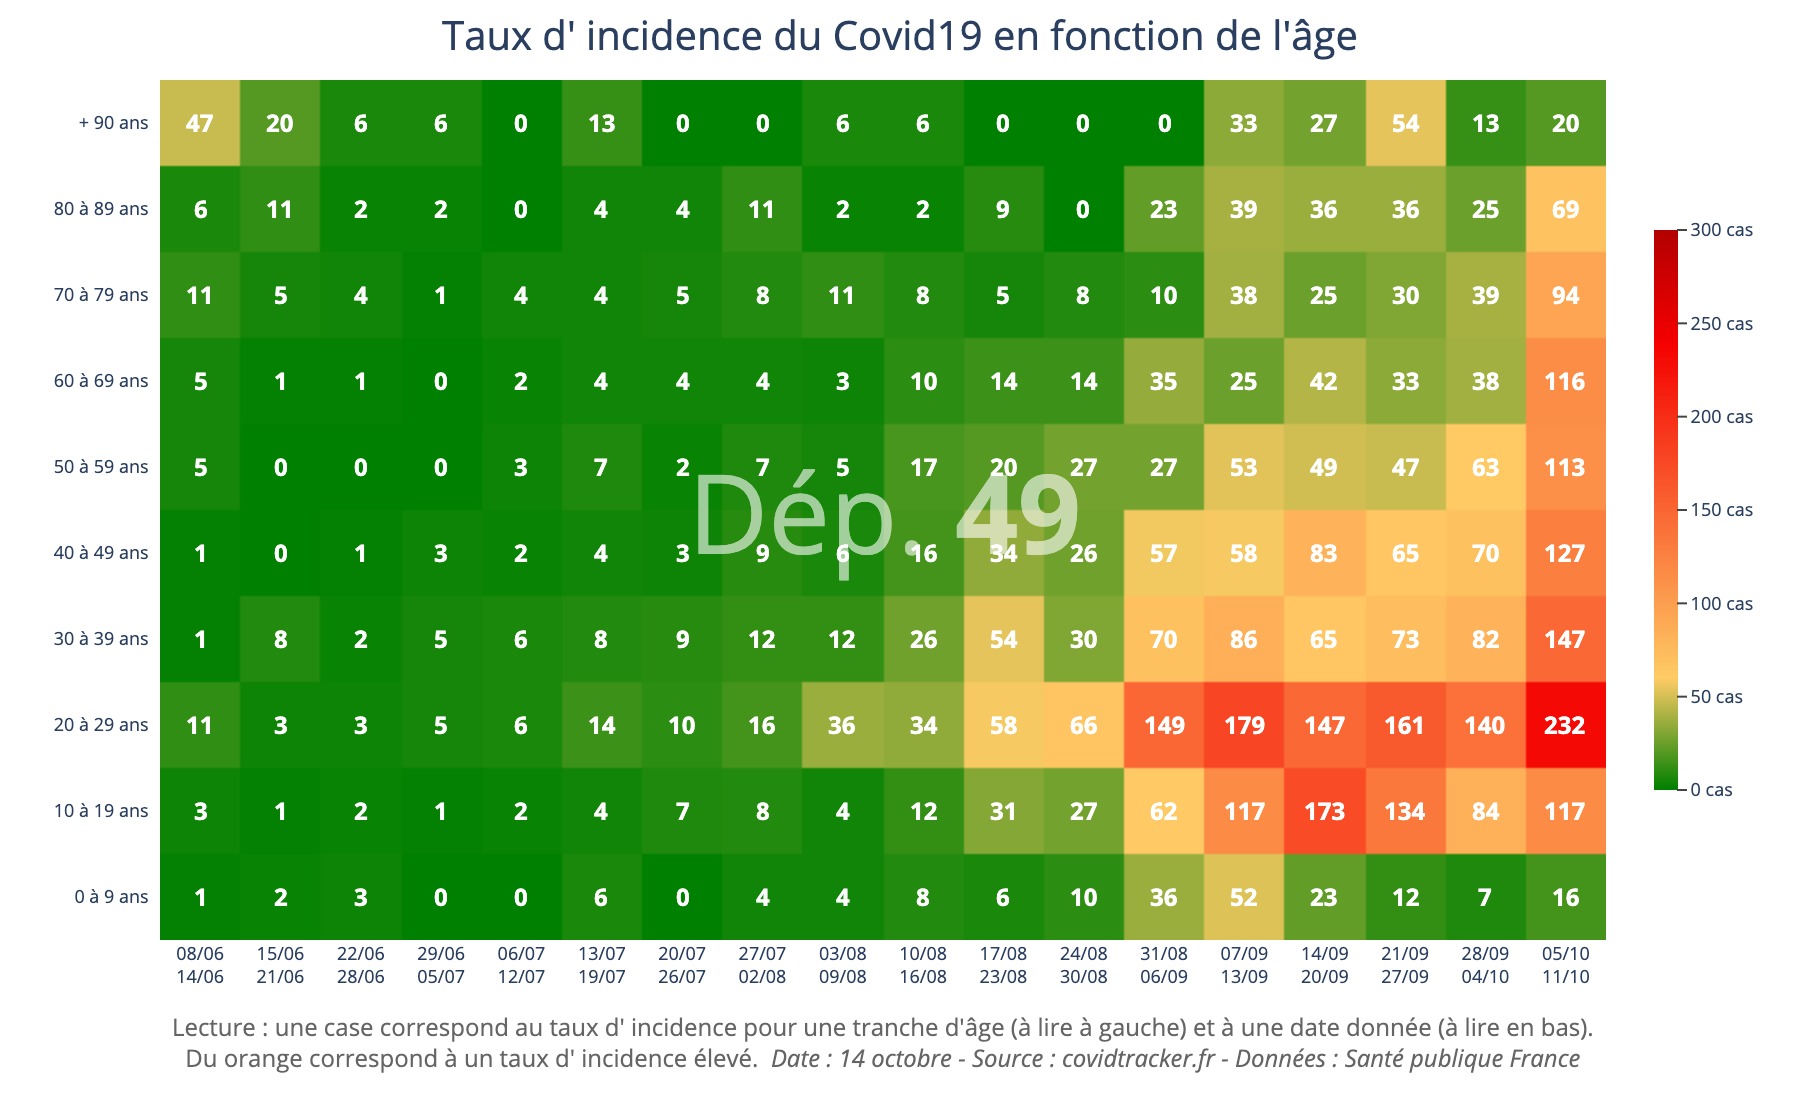 Taux d' incidence du Covid19 en fonction de l'âge
+ 90 ans 47 20 6 6 0 13 0 0 6 6 0 0 0 33 27 54 13 20
80 à 89 ans 6 11 2 2 0 4 4 11 2 2 9 0 23 39 36 36 25 69
70 à 79 ans 11 5 4 1 4 4 5 8 11 8 5 8 10 38 25 30 39 94
60 à 69 ans 5 1 1 0 2 4 4 4 3 10 14 14 35 25 42 33 38 116
50 à 59 ans 5 0 0 0 3 7 2 7 5 17 20 27 27 53 49 47 63 113
Dép. 49
40 à 49 ans 1 0 1 3 2 4 3 9 6 16 34 26 57 58 83 65 70 127
30 à 39 ans 1 8 2 5 6 8 9 12 12 26 54 30 70 86 65 73 82 147
20 à 29 ans 11 3 3 5 6 14 10 16 36 34 58 66 149 179 147 161 140 232
10 à 19 ans 3 1 2 1 2 4 7 8 4 12 31 27 62 117 173 134 84 117
0 à 9 ans 1 2 3 0 0 6 0 4 4 8 6 10 36 52 23 12 7 16
08/06 15/06 22/06 29/06 06/07 13/07 20/07 27/07 03/08 10/08 17/08 24/08 31/08 07/09 14/09 21/09 28/09 05/10
14/06 21/06 28/06 05/07 12/07 19/07 26/07 02/08 09/08 16/08 23/08 30/08 06/09 13/09 20/09 27/09 04/10 11/10
300 cas
250 cas
200 cas
150 cas
100 cas
50 cas
0 cas
Lecture : une case correspond au taux d' incidence pour une tranche d'âge (à lire à gauche) et à une date donnée (à lire en bas).
Du orange correspond à un taux d' incidence élevé. Date : 14 octobre - Source : covidtracker.fr - Données : Santé publique France